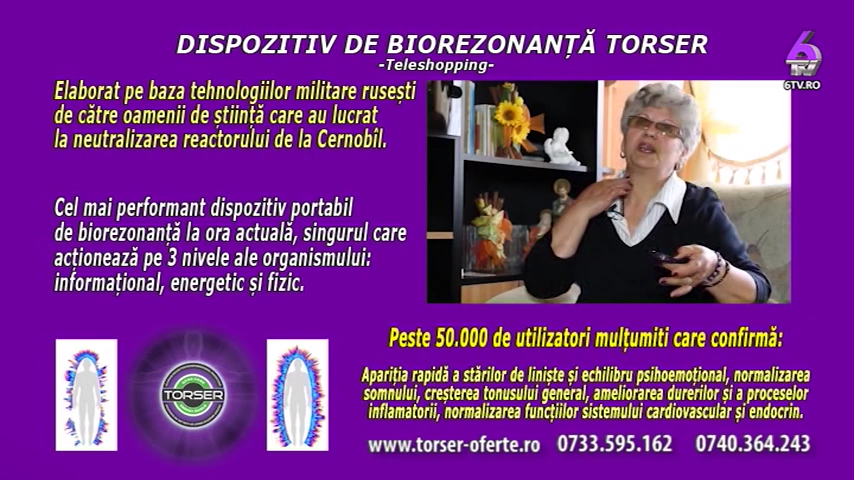 DISPOZITIV DE BIOREZONANȚĂ TORSER
-Teleshopping-
6TV
6TV.RO
Elaborat pe baza tehnologiilor militare rusești
de către oamenii de știință care au lucrat
la neutralizarea reactorului de la Cernobîl.
Cel mai performant dispozitiv portabil
de biorezonanță la ora actuală, singurul care
acționează pe 3 nivele ale organismului:
informațional, energetic și fizic.
Peste 50.000 de utilizatori mulțumiti care confirmă:
Apariția rapidă a stărilor de liniște și echilibru psihoemoțional, normalizarea
somnului, creșterea tonusului general, ameliorarea durerilor și a proceselor
inflamatorii, normalizarea funcțiilor sistemului cardiovascular și endocrin.
TORSER
www.torser-oferte.ro 0733.595.162 0740.364.243